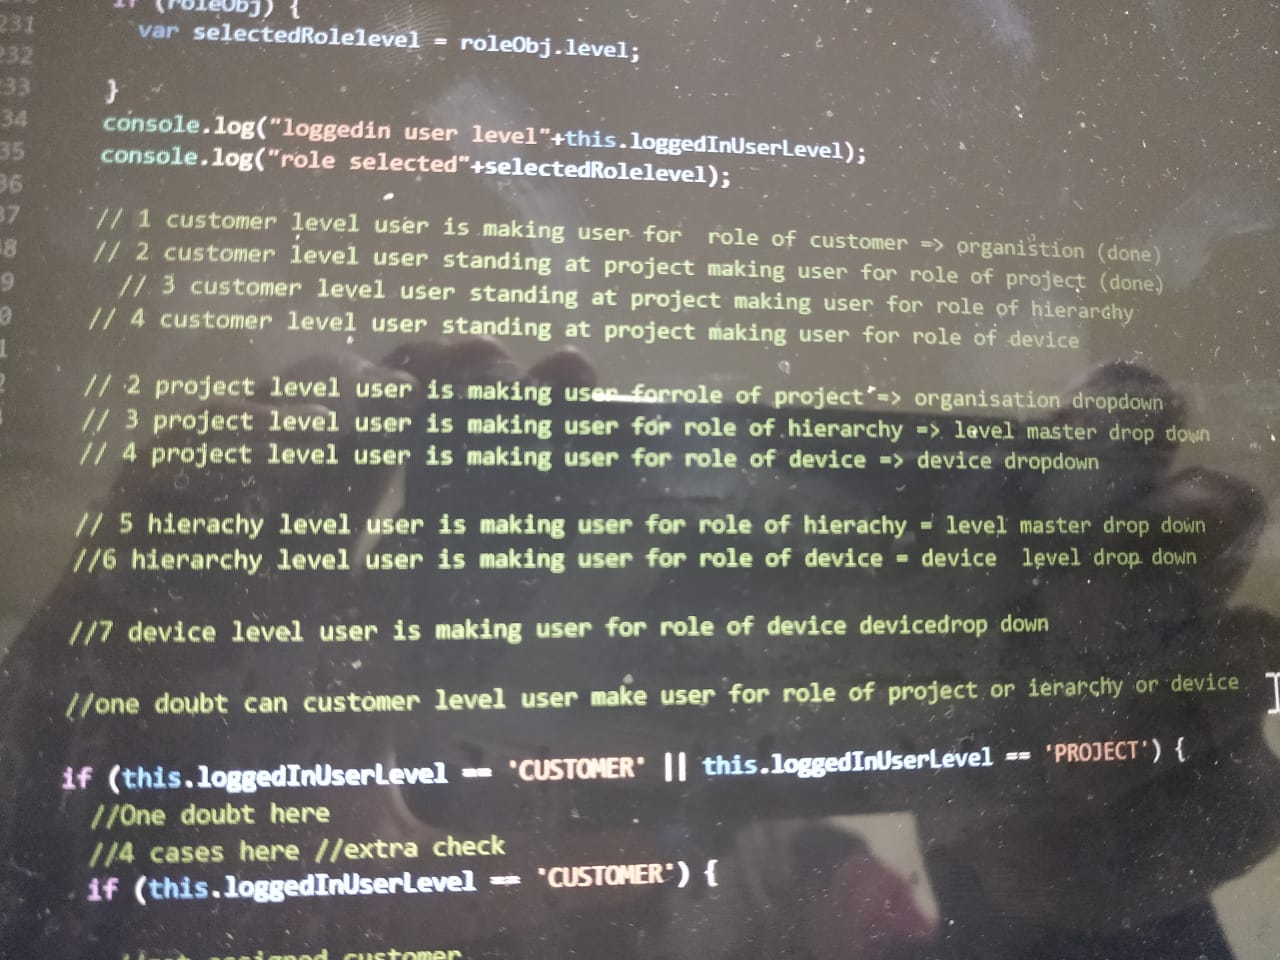 231 if (roleObj) {
232 var selectedRolelevel = roleObj.level;
33 }
34 console.log("loggedin user level"+this.loggedInUserLevel);
35 console.log("role selected"+selectedRolelevel);
36
37 // 1 customer level user is making user for role of customer => organistion (done)
8 // 2 customer level user standing at project making user for role of project (done)
9 // 3 customer level user standing at project making user for role of hierarchy
0 // 4 customer level user standing at project making user for role of device
1
// 2 project level user is making user forrole of project => organisation dropdown
// 3 project level user is making user for role of hierarchy => level master drop down
// 4 project level user is making user for role of device => device dropdown
// 5 hierachy level user is making user for role of hierachy = level master drop down
//6 hierarchy level user is making user for role of device = device level drop down
//7 device level user is making user for role of device devicedrop down
//one doubt can customer level user make user for role of project or ierarchy or device
if (this.loggedInUserLevel == 'CUSTOMER' || this.loggedInUserLevel == 'PROJECT') {
//One doubt here
//4 cases here //extra check
if (this.loggedInUserLevel == 'CUSTOMER') {
assigned customer